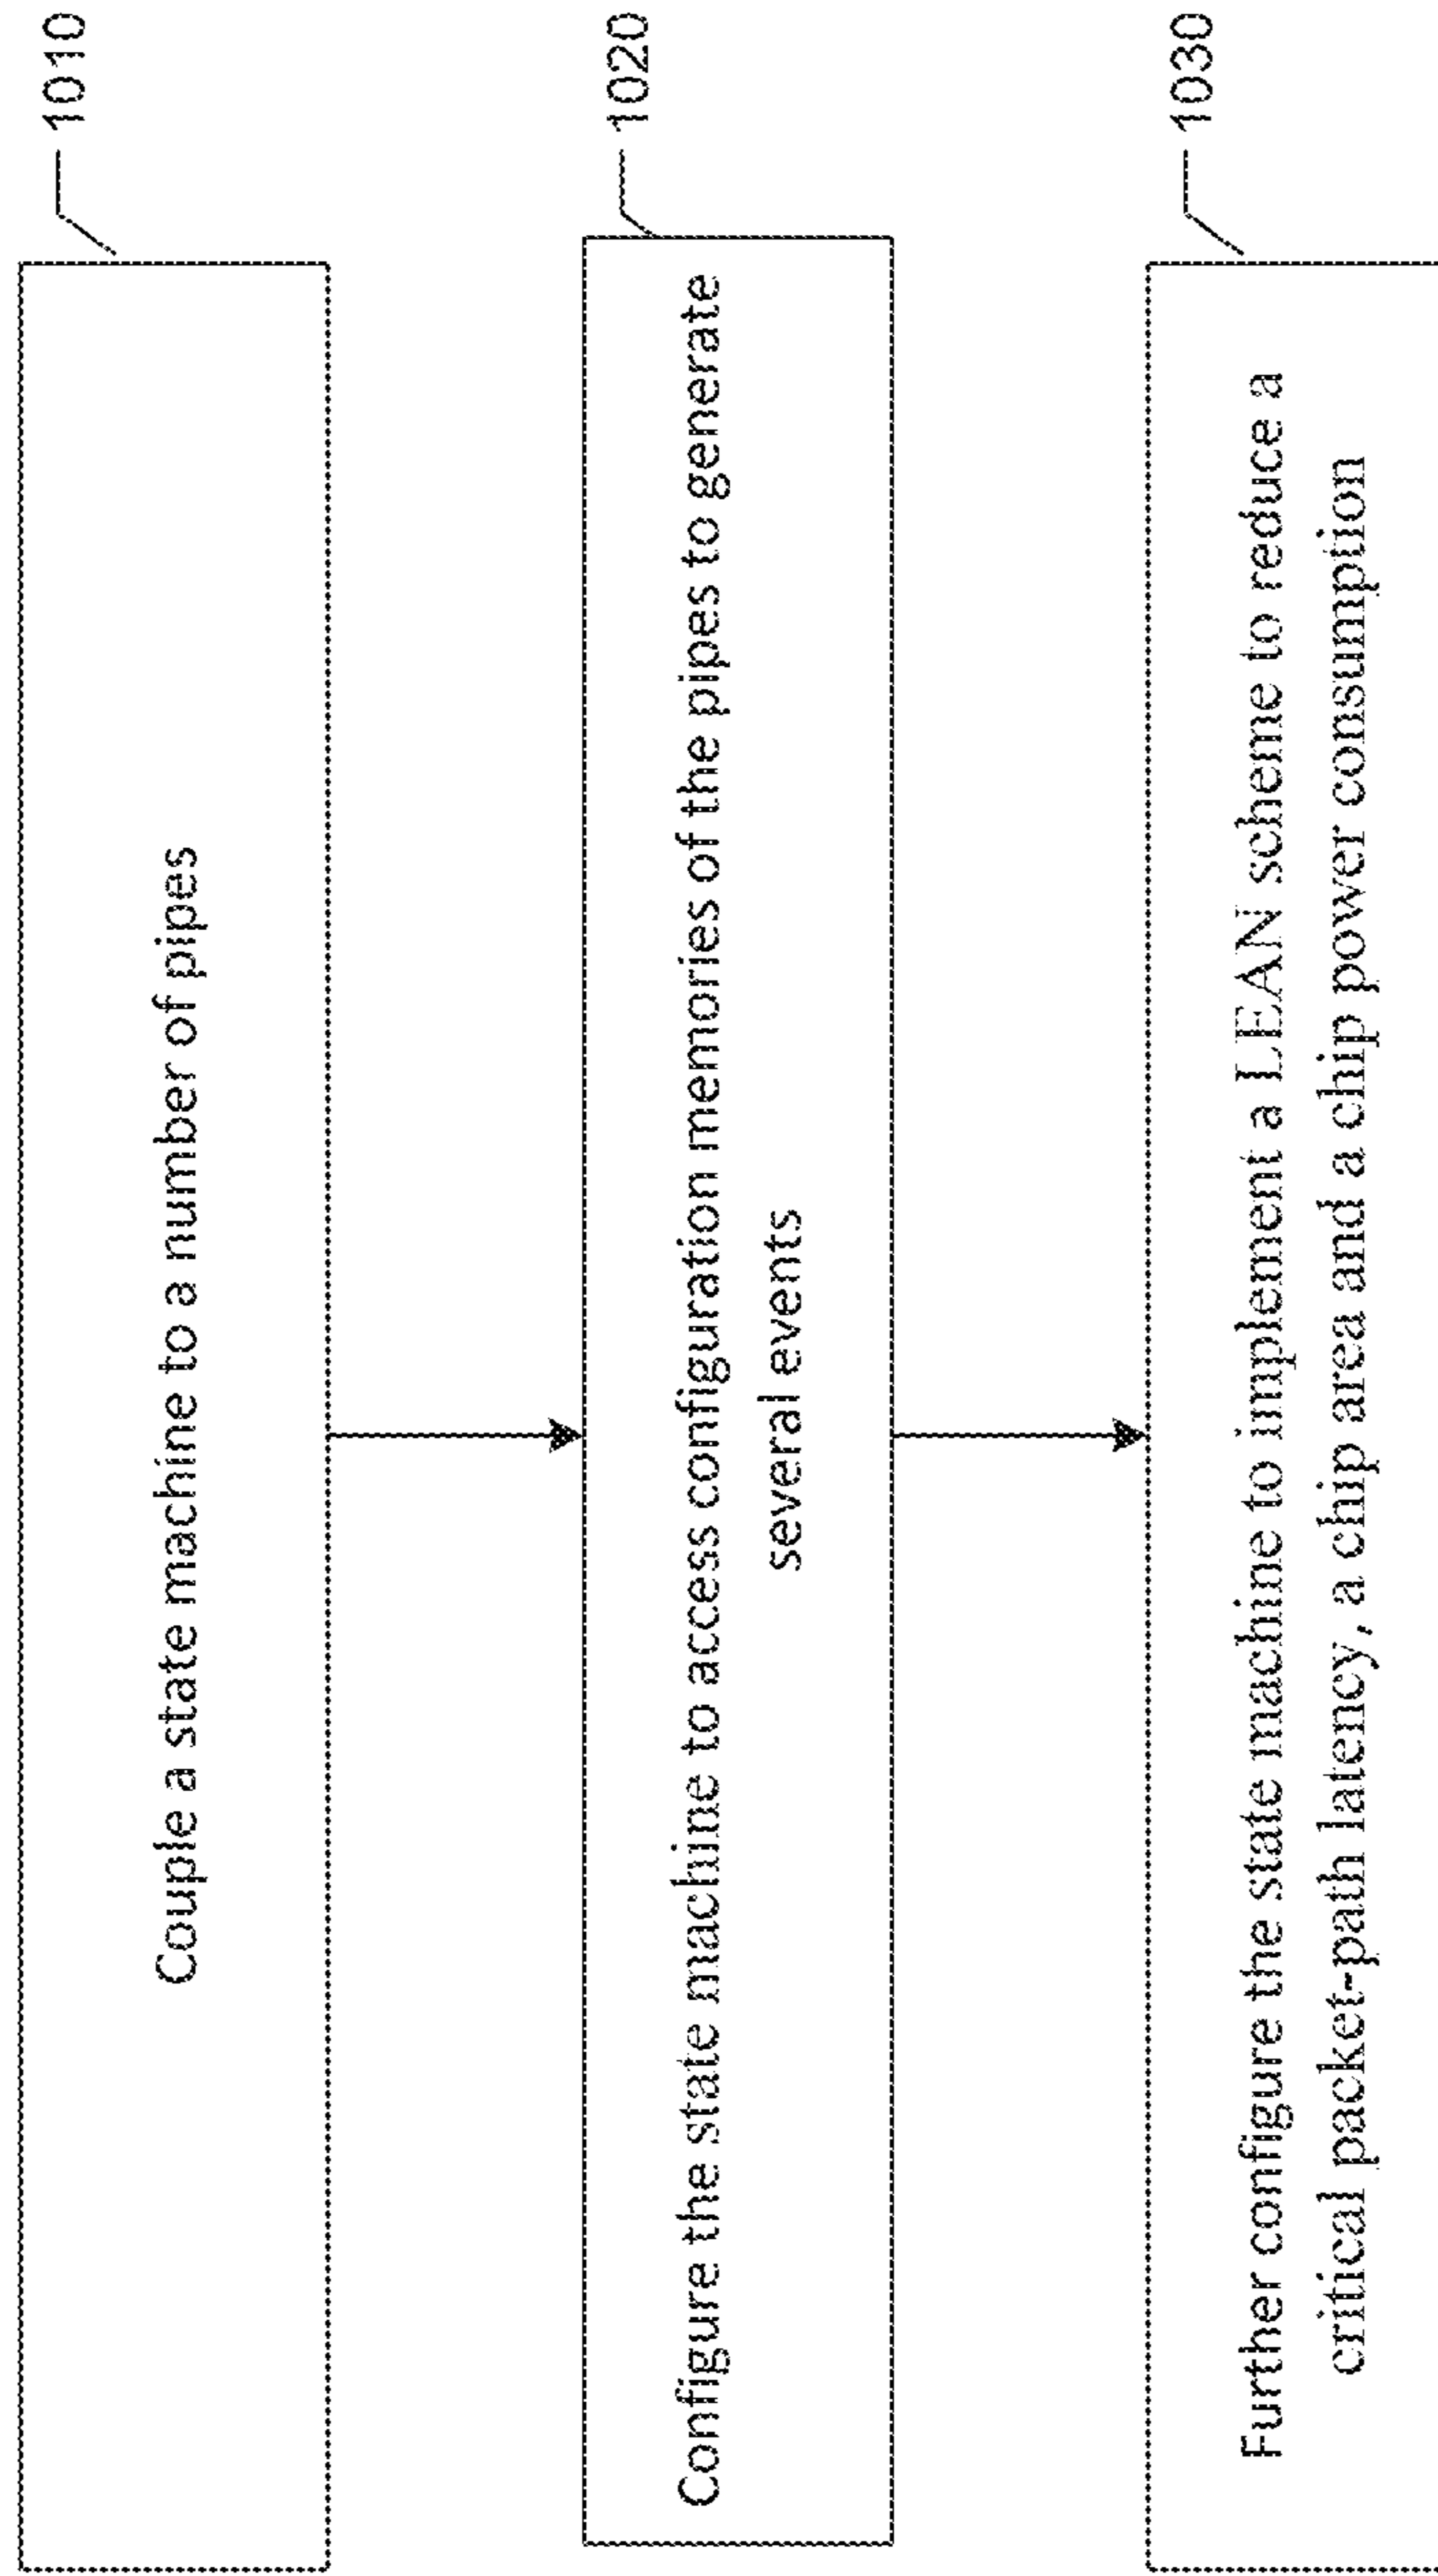 1010
Couple a state machine to a number of pipes
1020
Configure the state machine to access configuration memories of the pipes to generate
several events
1030
Further configure the state machine to implement a LEAN scheme to reduce a
critical packet-path latency, a chip area and a chip power consumption